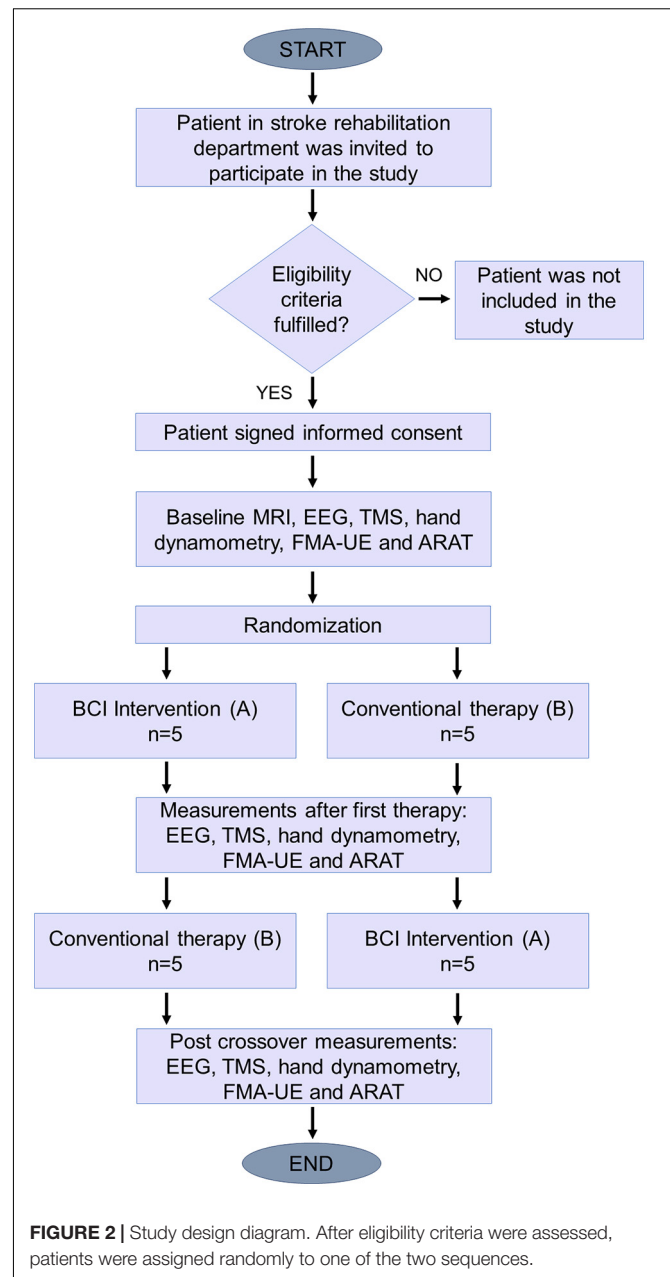 START
Patient in stroke rehabilitation
department was invited to
participate in the study
Eligibility
criteria
fulfilled?
NO
Patient was not
included in the
study
YES
Patient signed informed consent
Baseline MRI, EEG, TMS, hand
dynamometry, FMA-UE and ARAT
Randomization
BCI Intervention (A)
n=5
Conventional therapy (B)
n=5
Measurements after first therapy:
EEG, TMS, hand dynamometry,
FMA-UE and ARAT
Conventional therapy (B)
n=5
BCI Intervention (A)
n=5
Post crossover measurements:
EEG, TMS, hand dynamometry,
FMA-UE and ARAT
END
FIGURE 2 | Study design diagram. After eligibility criteria were assessed,
patients were assigned randomly to one of the two sequences.